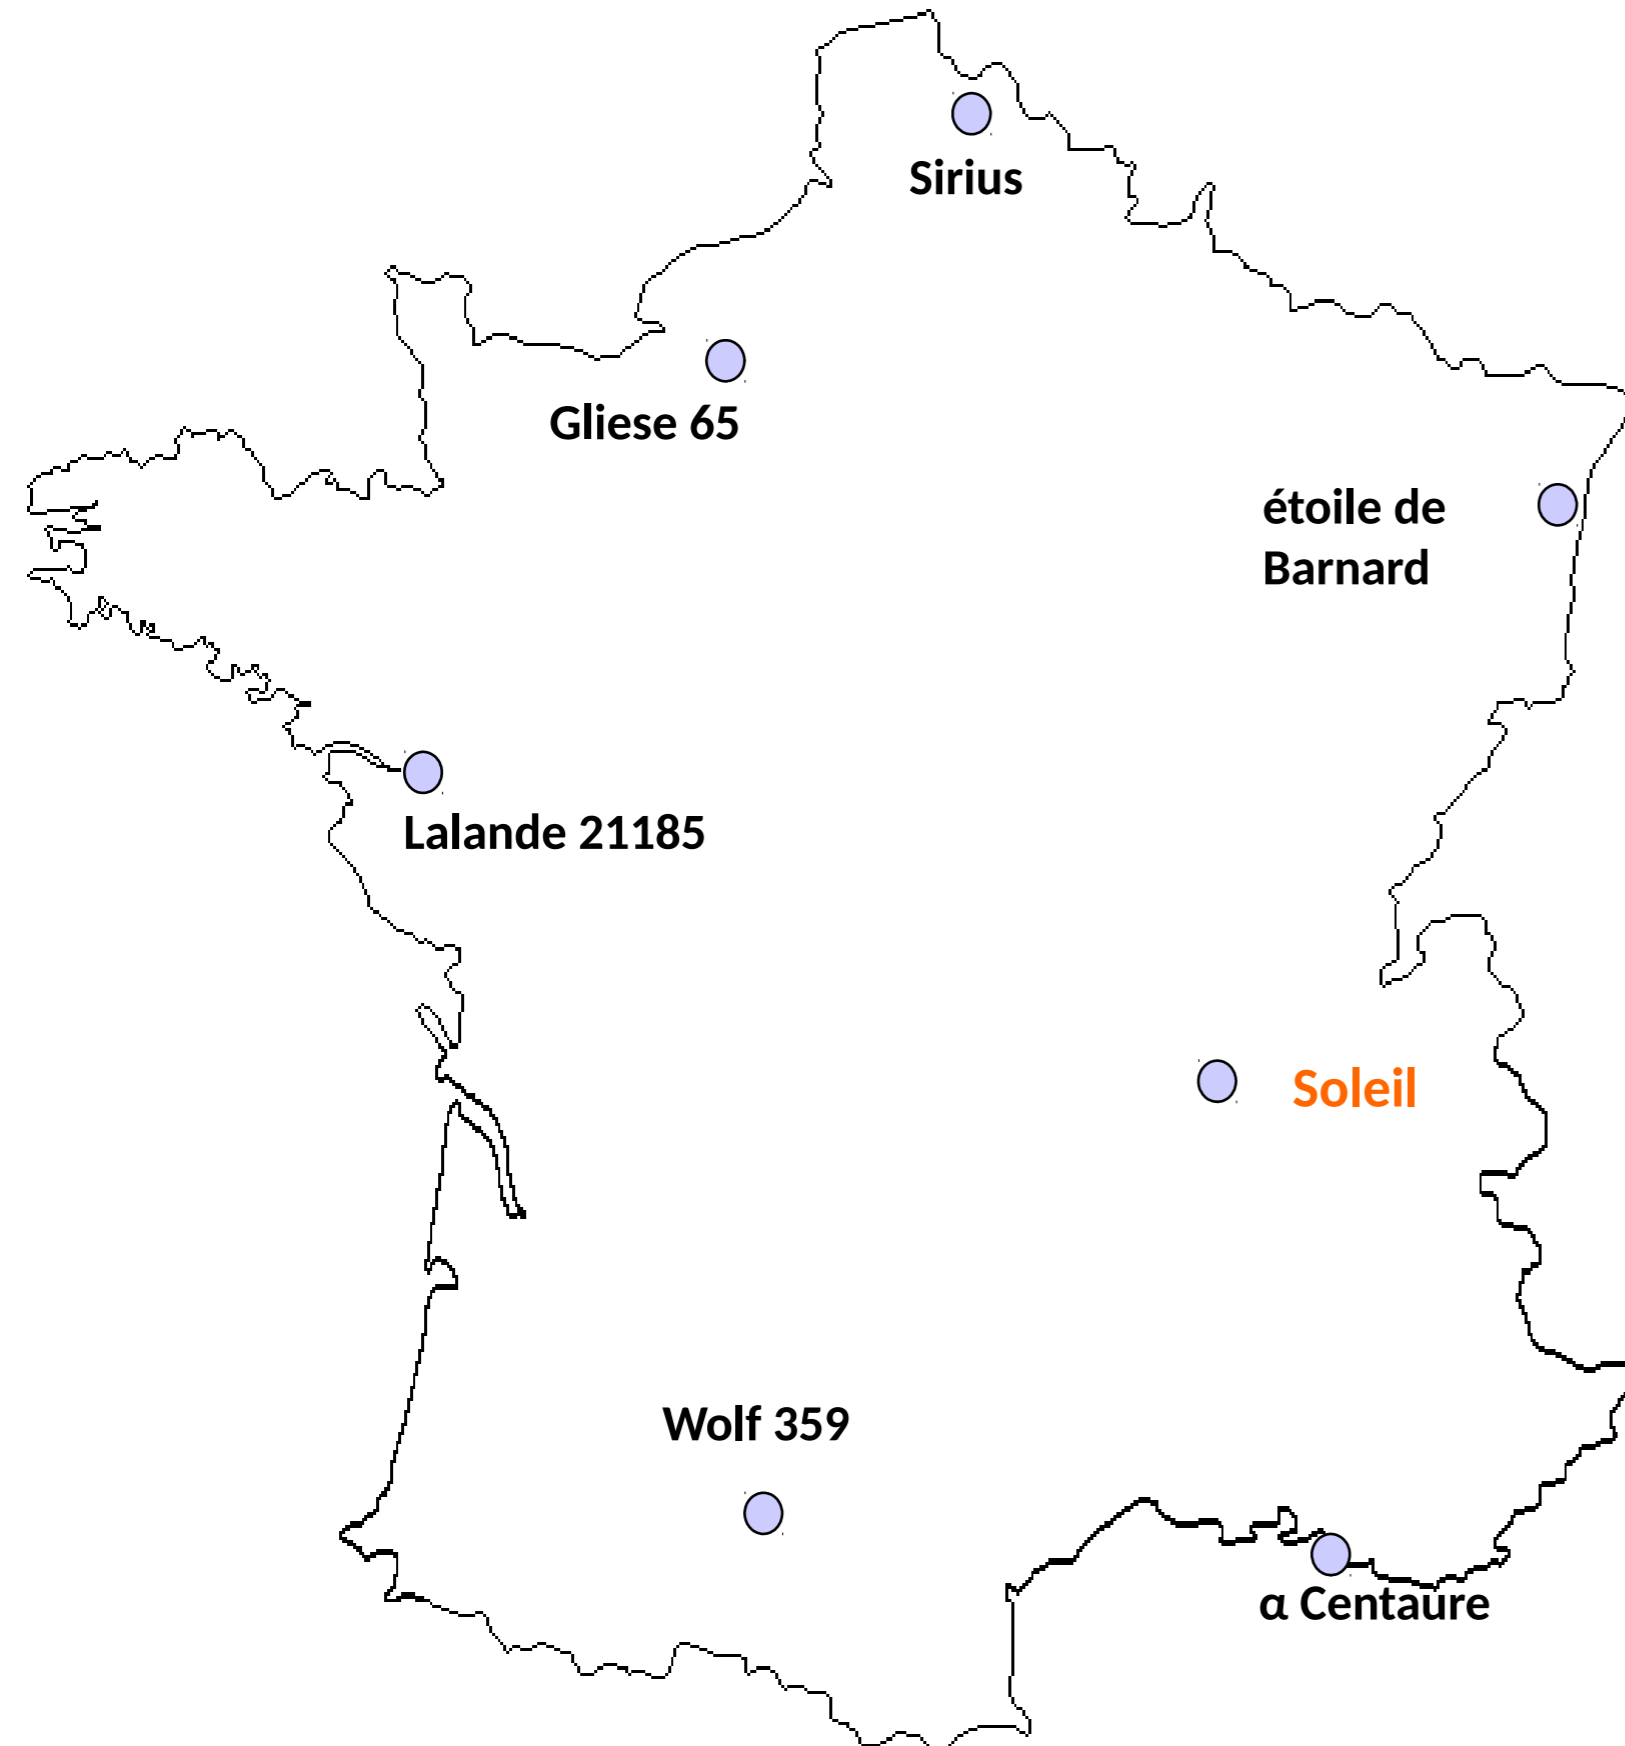 Sirius
Gliese 65
étoile de
Barnard
Lalande 21185
Soleil
Wolf 359
α Centaure